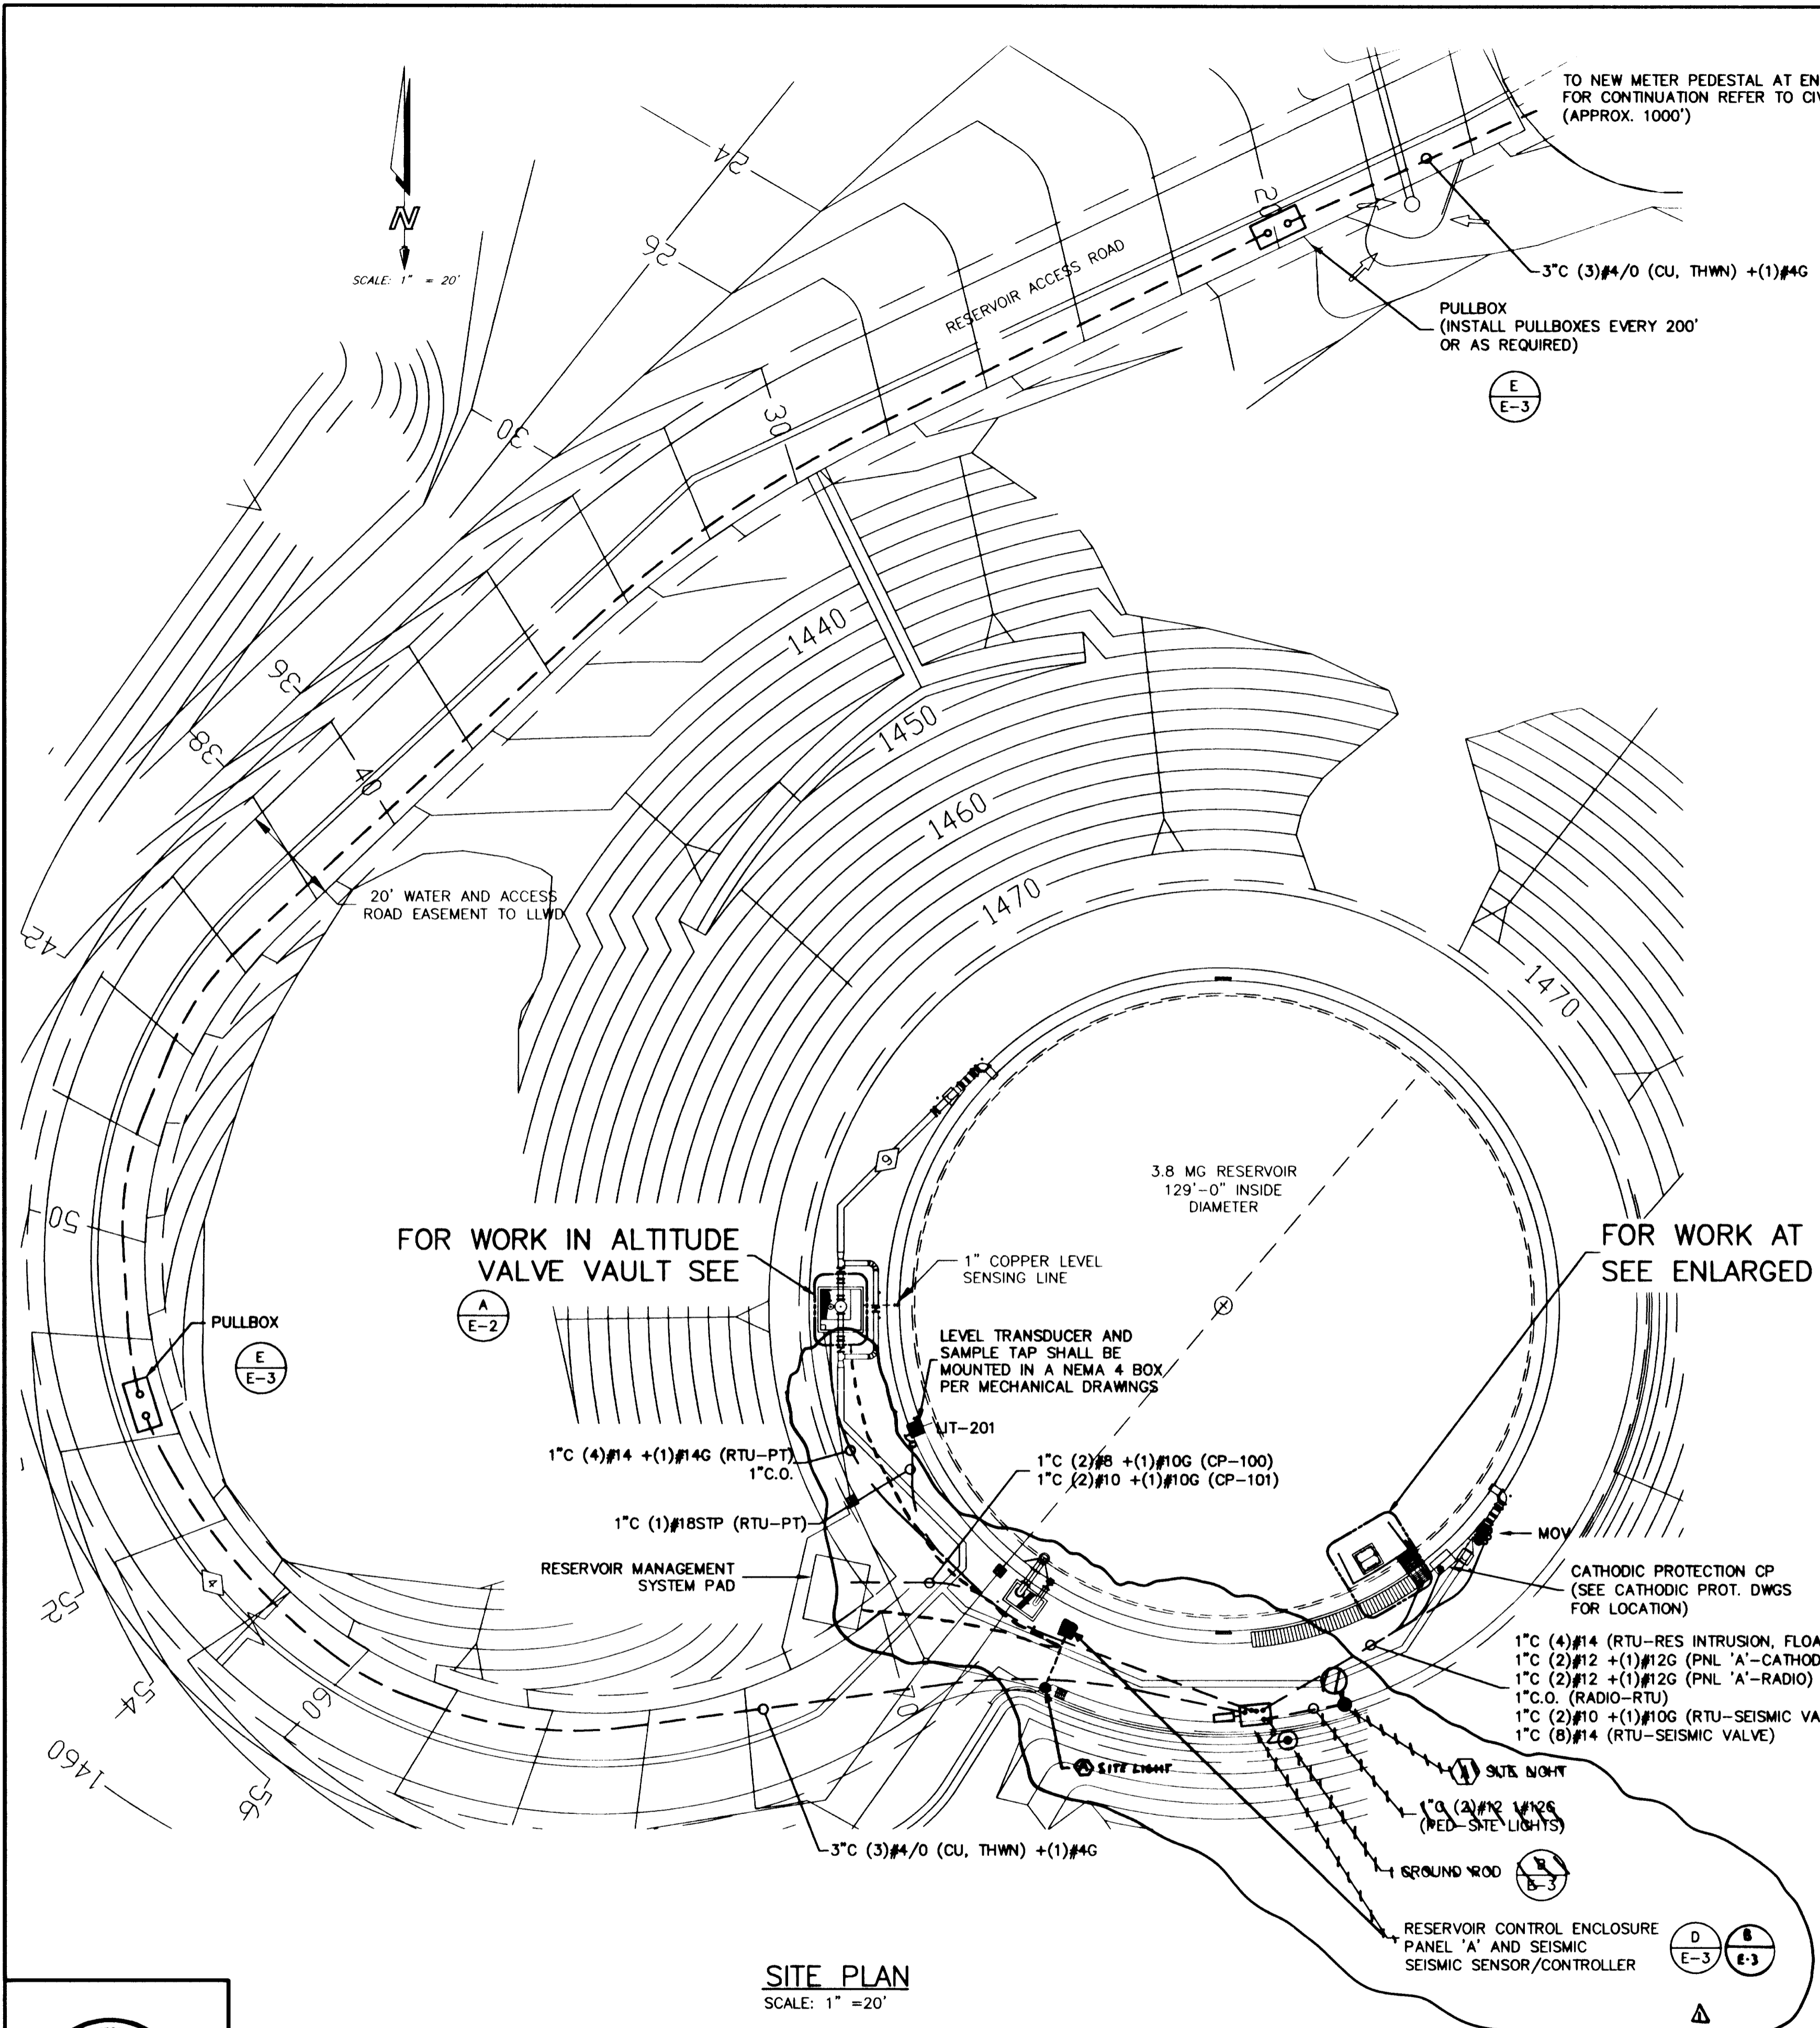 TO NEW METER PEDESTAL AT EN
FOR CONTINUATION REFER TO CIV
(APPROX. 1000')
N
SCALE: 1" = 20'
24
26
20
RESERVOIR ACCESS ROAD
3"C (3)#4/0 (CU, THWN) +(1)#4G
PULLBOX
(INSTALL PULLBOXES EVERY 200'
OR AS REQUIRED)
E
E-3
30
30
1440
36
38
40
1450
1460
20' WATER AND ACCESS
ROAD EASEMENT TO LLWD
1470
42
1470
9
3.8 MG RESERVOIR
129'-0" INSIDE
DIAMETER
50
FOR WORK IN ALTITUDE
VALVE VAULT SEE
A
E-2
1" COPPER LEVEL
SENSING LINE
FOR WORK AT
SEE ENLARGED
PULLBOX
E
E-3
LEVEL TRANSDUCER AND
SAMPLE TAP SHALL BE
MOUNTED IN A NEMA 4 BOX
PER MECHANICAL DRAWINGS
LIT-201
1"C (4)#14 +(1)#14G (RTU-PT)
1"C.O.
1"C (2)#8 +(1)#10G (CP-100)
1"C (2)#10 +(1)#10G (CP-101)
1"C (1)#18STP (RTU-PT)
MOV
RESERVOIR MANAGEMENT
SYSTEM PAD
CATHODIC PROTECTION CP
(SEE CATHODIC PROT. DWGS
FOR LOCATION)
4
52
54
60
70
1"C (4)#14 (RTU-RES INTRUSION, FLOA
1"C (2)#12 +(1)#12G (PNL 'A'-CATHOD
1"C (2)#12 +(1)#12G (PNL 'A'-RADIO)
1"C.O. (RADIO-RTU)
1"C (2)#10 +(1)#10G (RTU-SEISMIC VA
1"C (8)#14 (RTU-SEISMIC VALVE)
1460
56
A SITE LIGHT
SITE LIGHT
1"C (2)#12 1#12G
(PED-SITE LIGHTS)
3"C (3)#4/0 (CU, THWN) +(1)#4G
GROUND ROD
B
E-3
RESERVOIR CONTROL ENCLOSURE
PANEL 'A' AND SEISMIC
SEISMIC SENSOR/CONTROLLER
D
E-3
B
E-3
SITE PLAN
SCALE: 1" =20'
1